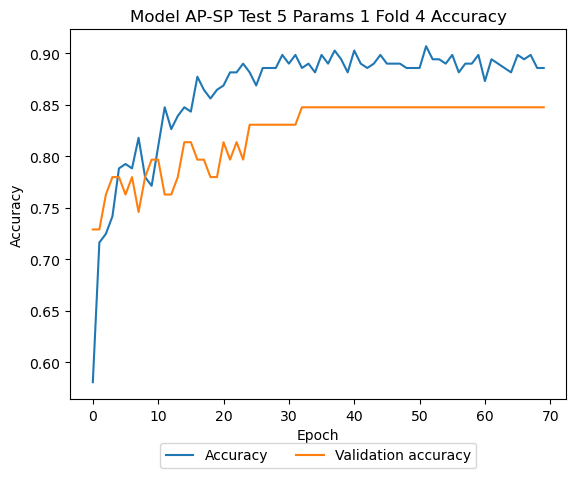 Model AP-SP Test 5 Params 1 Fold 4 Accuracy
Accuracy
0.90
0.85
0.80
0.75
0.70
0.65
0.60
0 10 20 30 40 50 60 70
Epoch
Accuracy Validation accuracy